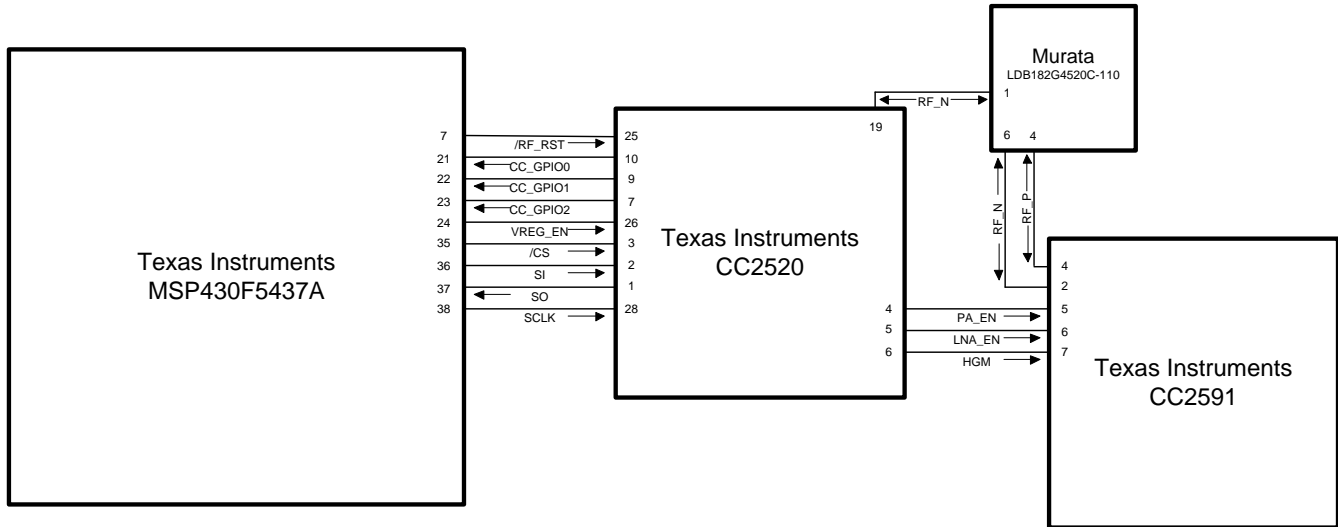 Murata
LDB182G4520C-110
1
RF_N
19
6 4
7 /RF_RST 25
21 CC_GPIO0 10
22 CC_GPIO1 9
23 CC_GPIO2 7
24 VREG_EN 26
35 /CS 3
36 SI 2
37 SO 1
38 SCLK 28
RF_N
RF_P
Texas Instruments
MSP430F5437A
Texas Instruments
CC2520
4
2
4 PA_EN 5
5 LNA_EN 6
6 HGM 7
Texas Instruments
CC2591